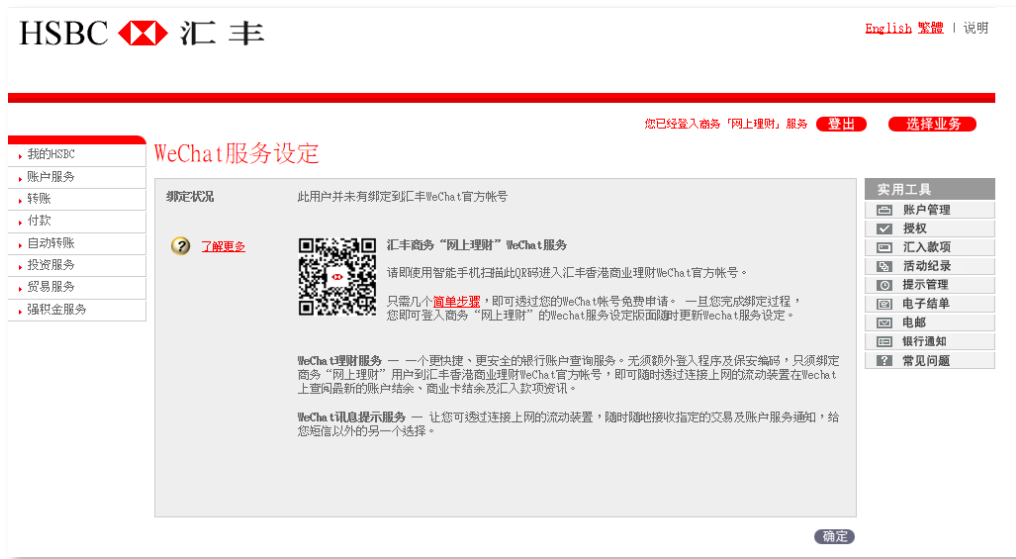 HSBC 汇丰
English 繁體 | 说明
您已经登入商务「网上理财」服务 登出 选择业务
我的HSBC
账户服务
转账
付款
自动转账
投资服务
贸易服务
强积金服务
WeChat服务设定
绑定状况 此用户并未有绑定到汇丰WeChat官方帐号
了解更多
汇丰商务“网上理财”WeChat服务
请即使用智能手机扫描此QR码进入汇丰香港商业理财WeChat官方帐号。
只需几个简单步骤，即可透过您的WeChat帐号免费申请。 一旦您完成绑定过程，
您即可登入商务“网上理财”的Wechat服务设定版面随时更新Wechat服务设定。
WeChat理财服务 — 一个更快捷、更安全的银行账户查询服务。无须额外登入程序及保安编码，只须绑定
商务“网上理财”用户到汇丰香港商业理财WeChat官方帐号，即可随时透过连接上网的流动装置在Wechat
上查阅最新的账户结余、商业卡结余及汇入款项资讯。
WeChat讯息提示服务 — 让您可透过连接上网的流动装置，随时随地接收指定的交易及账户服务通知，给
您短信以外的另一个选择。
实用工具
账户管理
授权
汇入款项
活动纪录
提示管理
电子结单
电邮
银行通知
常见问题
确定